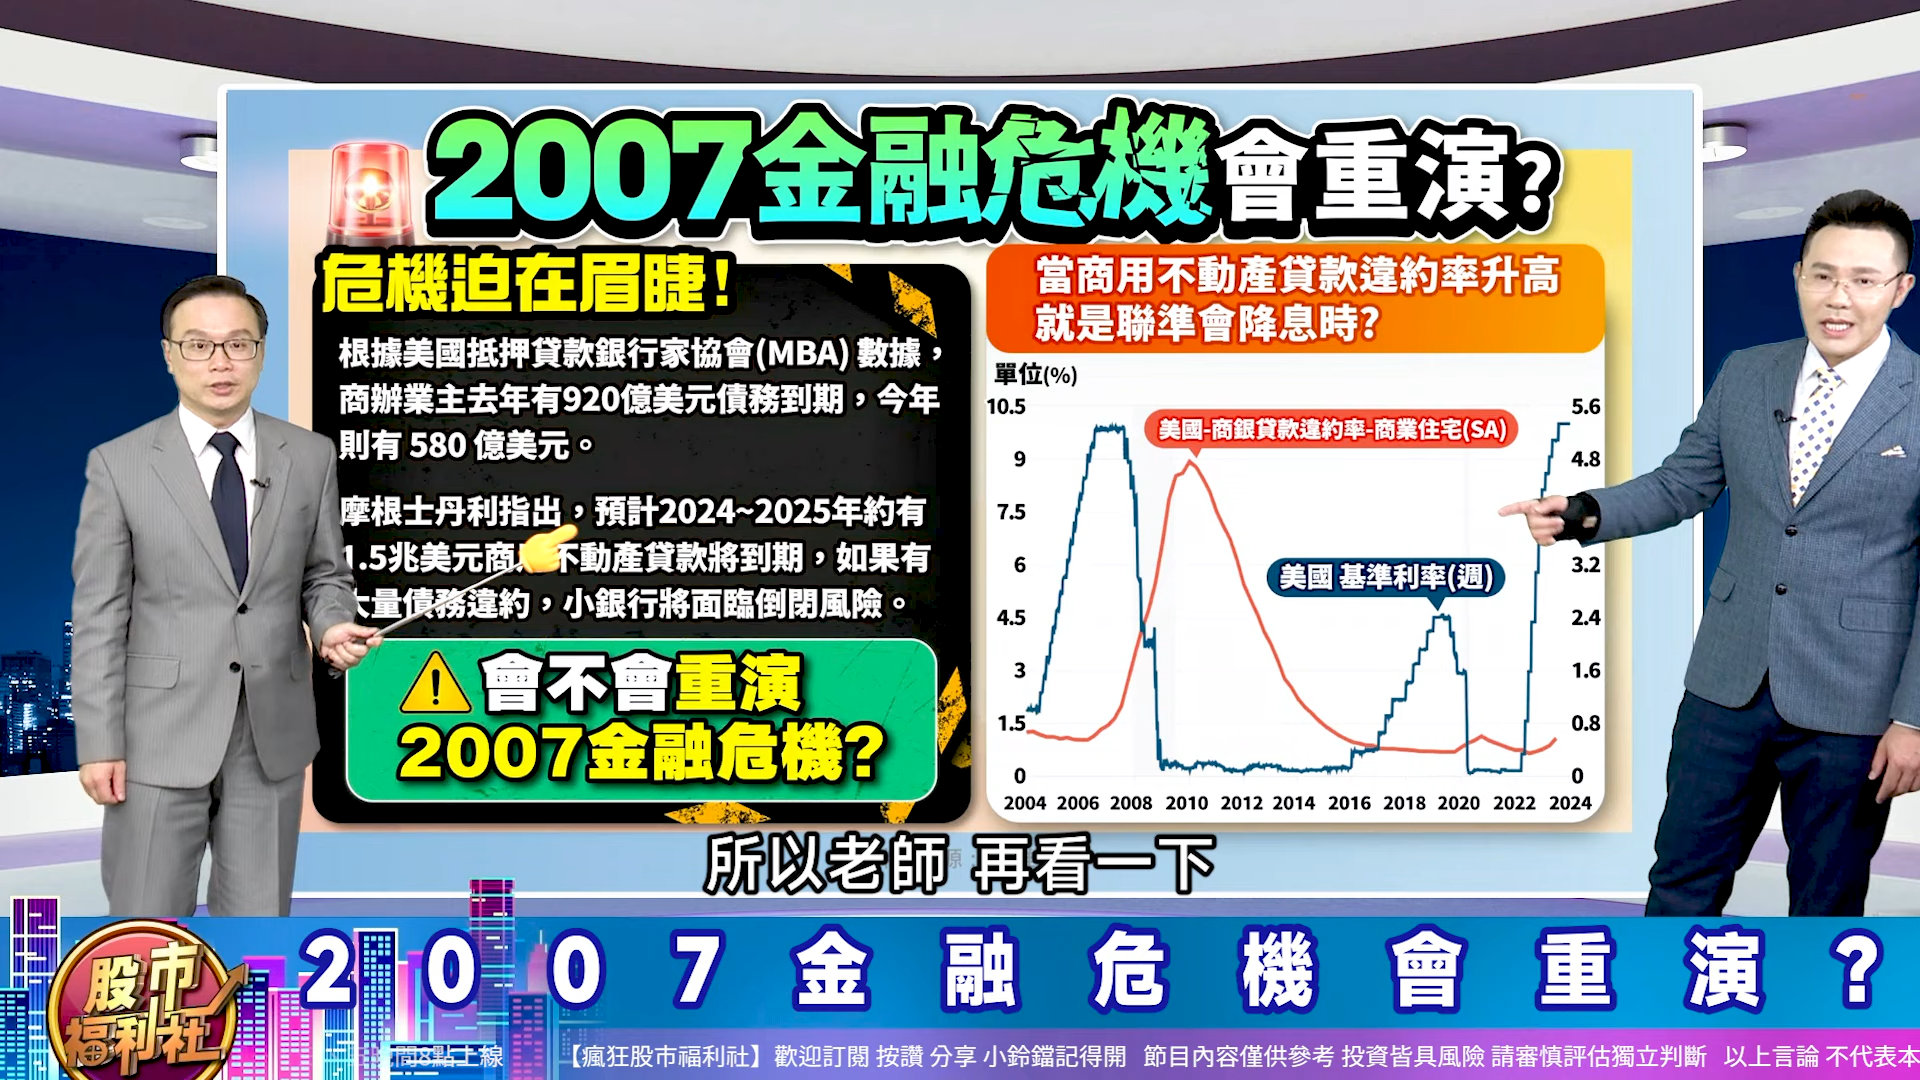 2007金融危機會重演?
危機迫在眉睫!
根據美國抵押貸款銀行家協會(MBA) 數據，
商辦業主去年有920億美元債務到期，今年
則有 580 億美元。
摩根士丹利指出，預計2024~2025年約有
1.5兆美元商 不動產貸款將到期，如果有
大量債務違約，小銀行將面臨倒閉風險。
會不會重演
2007金融危機?
當商用不動產貸款違約率升高
就是聯準會降息時?
單位(%)
美國-商銀貸款違約率-商業住宅(SA)
美國 基準利率(週)
10.5
9
7.5
6
4.5
3
1.5
0
5.6
4.8
3.2
2.4
1.6
0.8
0
2004 2006 2008 2010 2012 2014 2016 2018 2020 2022 2024
所以老師 再看一下
股市
福利社
2007金融危機會重演?
間8點上線 【瘋狂股市福利社】歡迎訂閱 按讚 分享 小鈴鐺記得開 節目內容僅供參考 投資皆具風險 請審慎評估獨立判斷 以上言論 不代表本